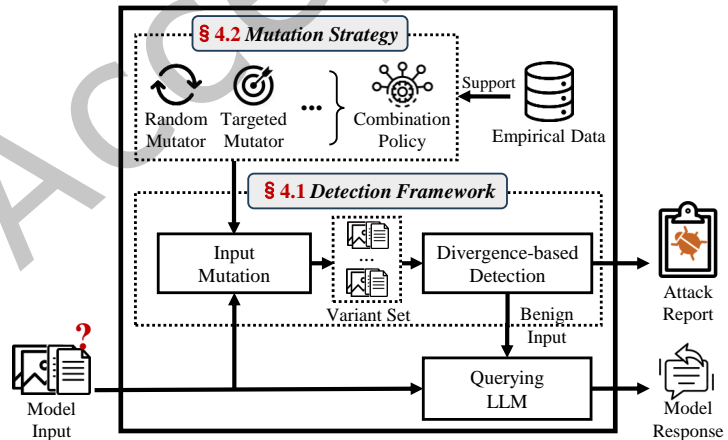 § 4.2 Mutation Strategy
Random
Mutator
Targeted
Mutator
...
Combination
Policy
Support
Empirical Data
§ 4.1 Detection Framework
Input
Mutation
...
Variant Set
Divergence-based
Detection
Attack
Report
Benign
Input
?
Model
Input
Querying
LLM
Model
Response